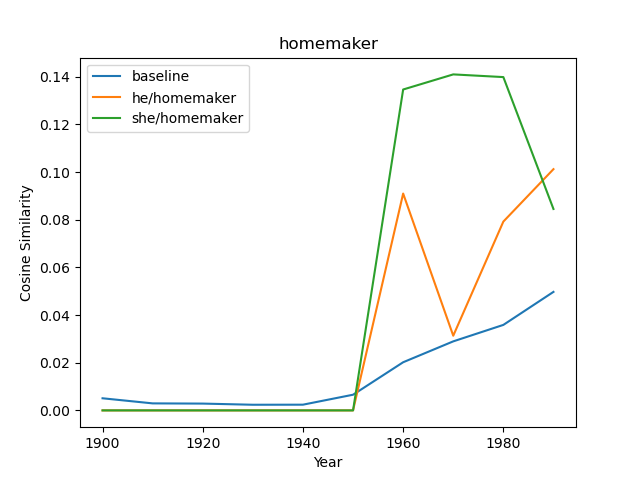 homemaker
baseline
he/homemaker
she/homemaker
Cosine Similarity
0.14
0.12
0.10
0.08
0.06
0.04
0.02
0.00
1900 1920 1940 1960 1980
Year